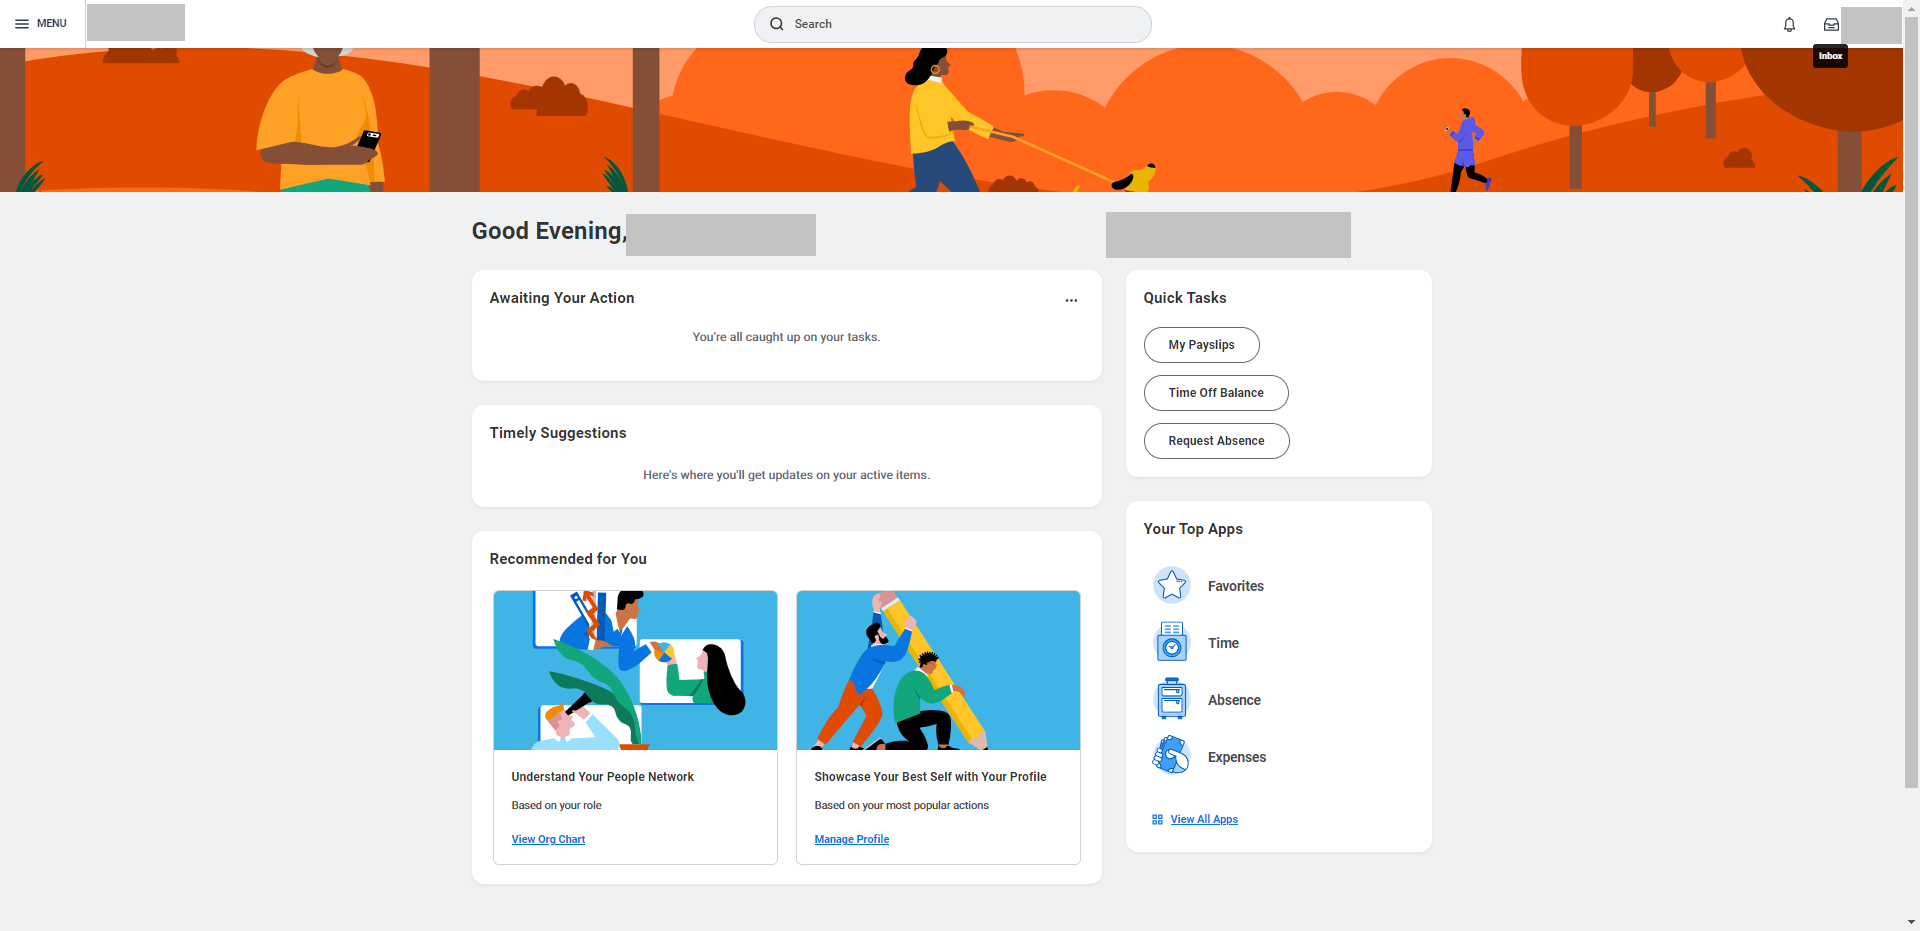 MENU
Search
Inbox
Good Evening,
Awaiting Your Action
You're all caught up on your tasks.
Timely Suggestions
Here's where you'll get updates on your active items.
Recommended for You
Understand Your People Network
Based on your role
View Org Chart
Showcase Your Best Self with Your Profile
Based on your most popular actions
Manage Profile
Quick Tasks
My Payslips
Time Off Balance
Request Absence
Your Top Apps
Favorites
Time
Absence
Expenses
View All Apps